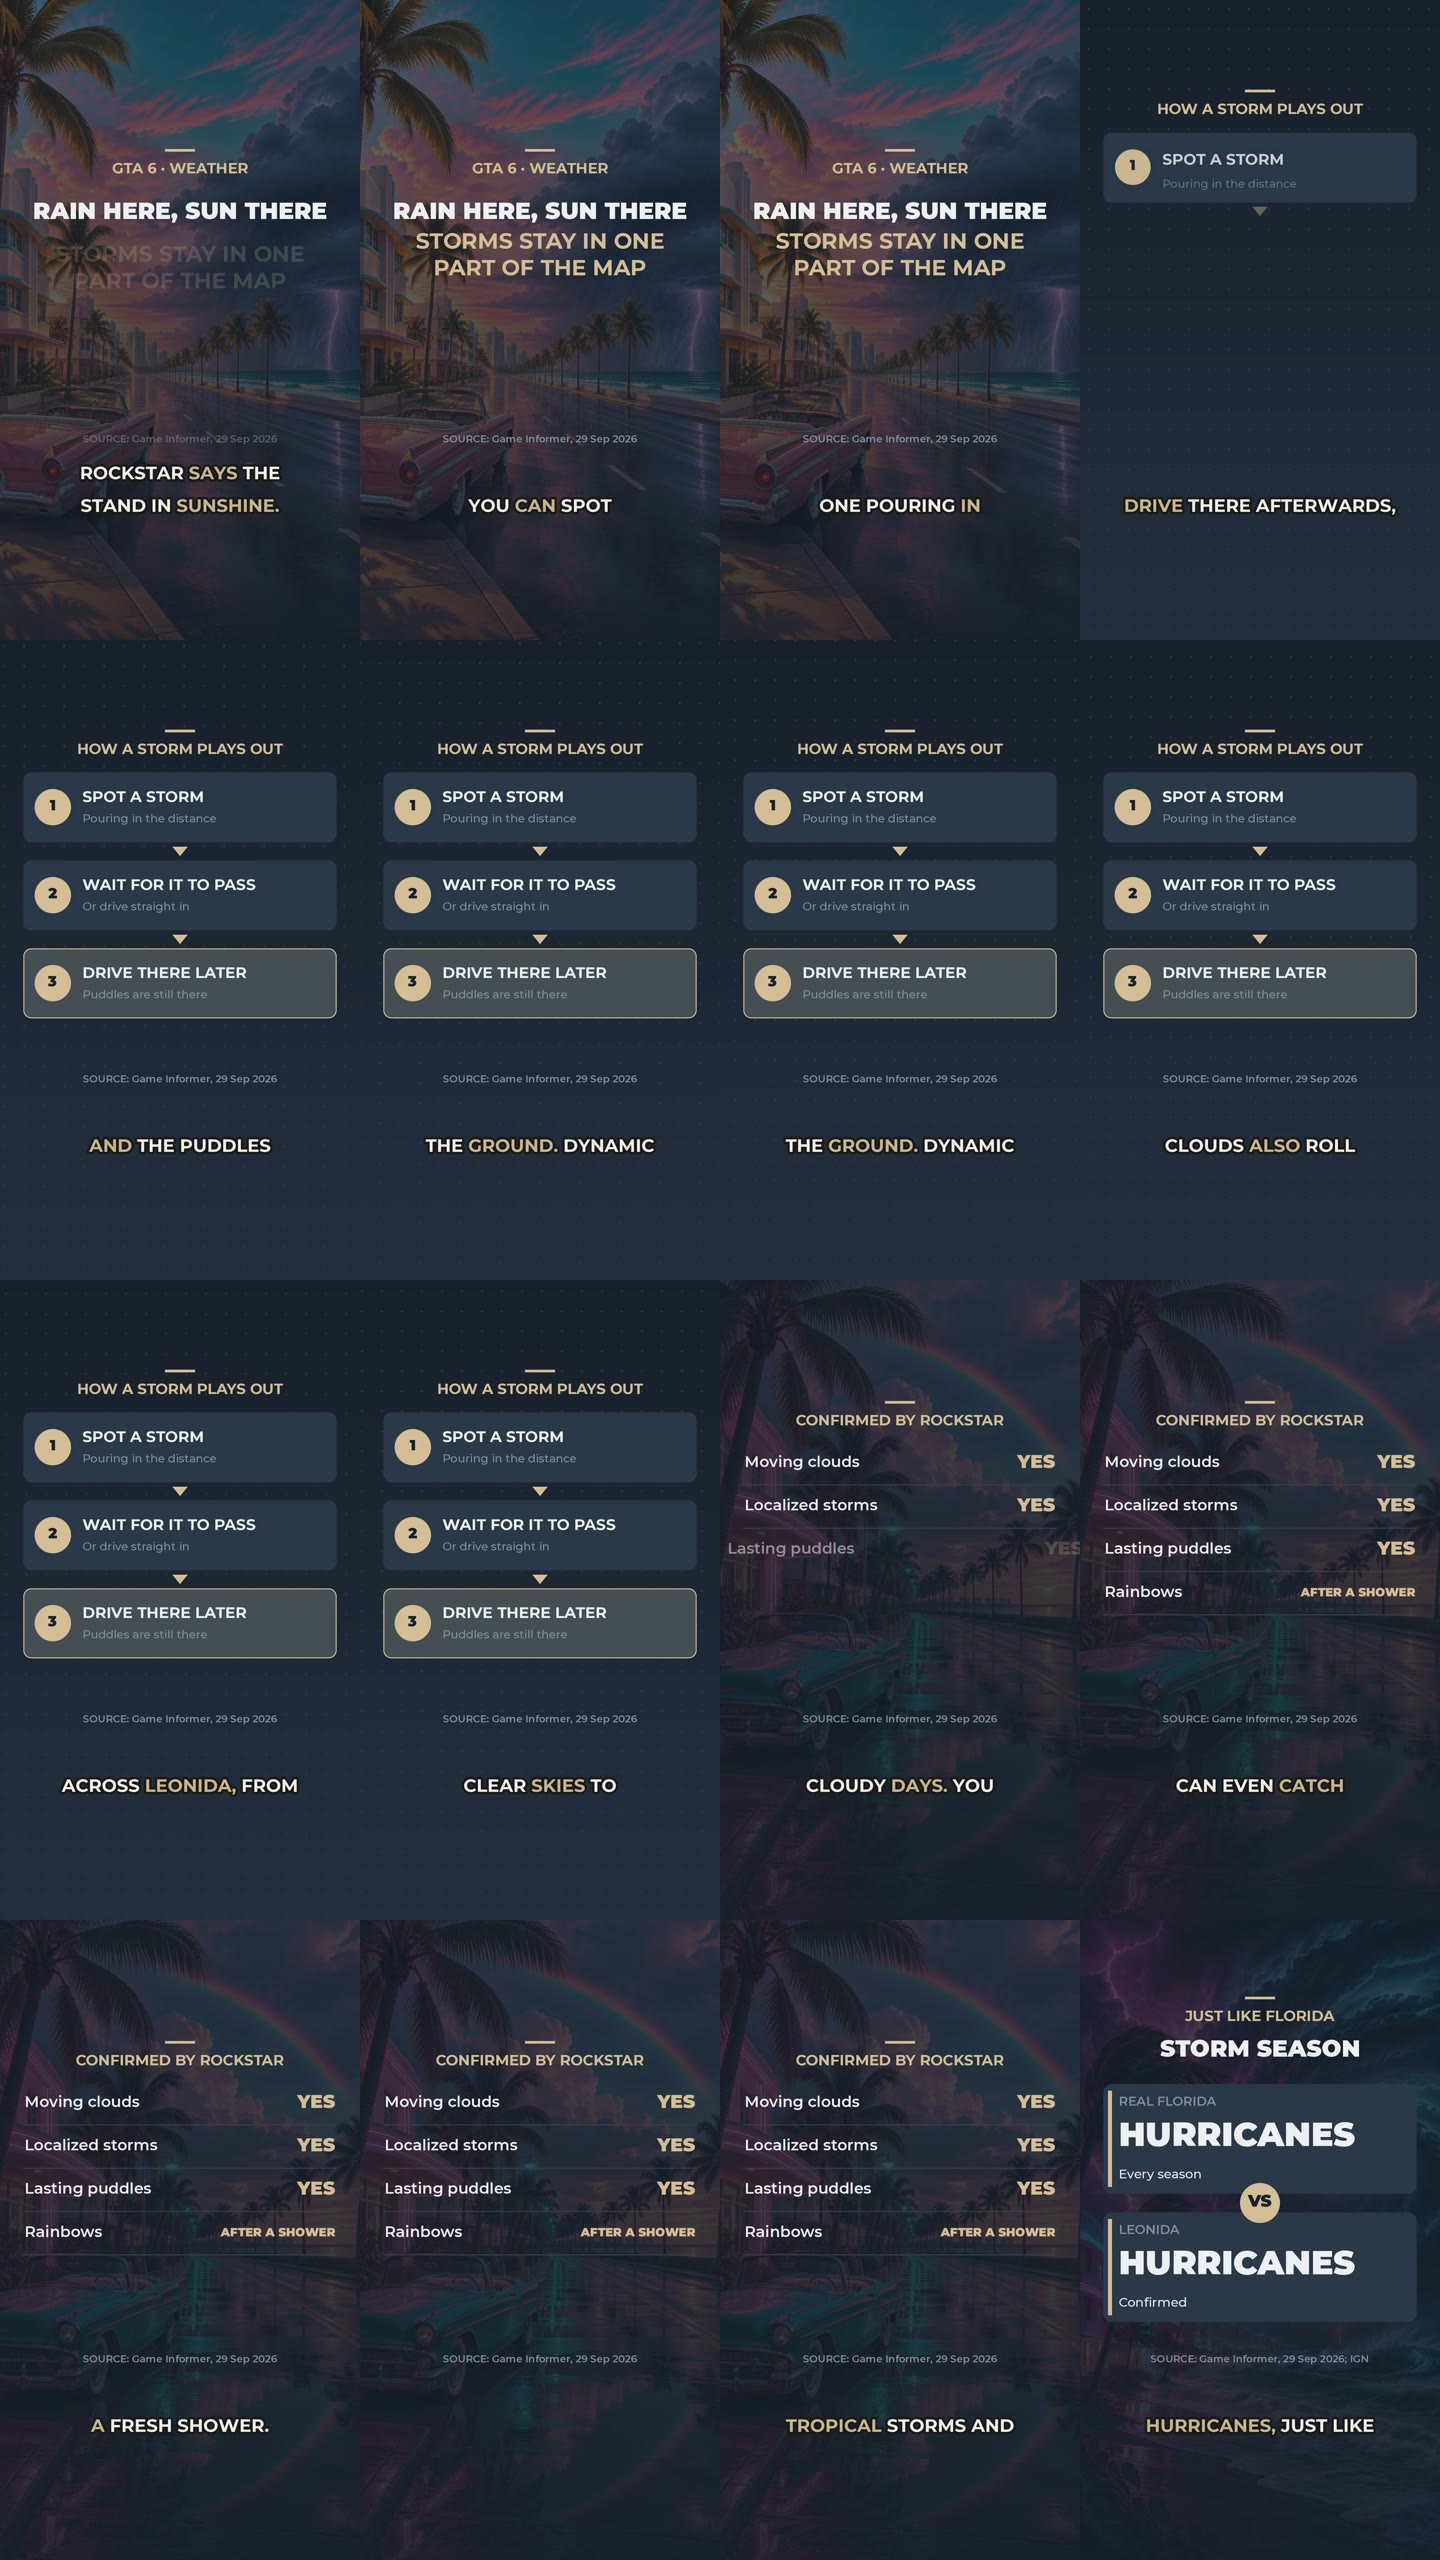 GTA 6 · WEATHER
RAIN HERE, SUN THERE
STORMS STAY IN ONE
PART OF THE MAP
SOURCE: Game Informer, 29 Sep 2026
ROCKSTAR SAYS THE
STAND IN SUNSHINE.
GTA 6 · WEATHER
RAIN HERE, SUN THERE
STORMS STAY IN ONE
PART OF THE MAP
SOURCE: Game Informer, 29 Sep 2026
YOU CAN SPOT
GTA 6 · WEATHER
RAIN HERE, SUN THERE
STORMS STAY IN ONE
PART OF THE MAP
SOURCE: Game Informer, 29 Sep 2026
ONE POURING IN
HOW A STORM PLAYS OUT
1
SPOT A STORM
Pouring in the distance
DRIVE THERE AFTERWARDS,
HOW A STORM PLAYS OUT
1
SPOT A STORM
Pouring in the distance
2
WAIT FOR IT TO PASS
Or drive straight in
3
DRIVE THERE LATER
Puddles are still there
SOURCE: Game Informer, 29 Sep 2026
AND THE PUDDLES
HOW A STORM PLAYS OUT
1
SPOT A STORM
Pouring in the distance
2
WAIT FOR IT TO PASS
Or drive straight in
3
DRIVE THERE LATER
Puddles are still there
SOURCE: Game Informer, 29 Sep 2026
THE GROUND. DYNAMIC
HOW A STORM PLAYS OUT
1
SPOT A STORM
Pouring in the distance
2
WAIT FOR IT TO PASS
Or drive straight in
3
DRIVE THERE LATER
Puddles are still there
SOURCE: Game Informer, 29 Sep 2026
THE GROUND. DYNAMIC
HOW A STORM PLAYS OUT
1
SPOT A STORM
Pouring in the distance
2
WAIT FOR IT TO PASS
Or drive straight in
3
DRIVE THERE LATER
Puddles are still there
SOURCE: Game Informer, 29 Sep 2026
CLOUDS ALSO ROLL
HOW A STORM PLAYS OUT
1
SPOT A STORM
Pouring in the distance
2
WAIT FOR IT TO PASS
Or drive straight in
3
DRIVE THERE LATER
Puddles are still there
SOURCE: Game Informer, 29 Sep 2026
ACROSS LEONIDA, FROM
HOW A STORM PLAYS OUT
1
SPOT A STORM
Pouring in the distance
2
WAIT FOR IT TO PASS
Or drive straight in
3
DRIVE THERE LATER
Puddles are still there
SOURCE: Game Informer, 29 Sep 2026
CLEAR SKIES TO
CONFIRMED BY ROCKSTAR
Moving clouds YES
Localized storms YES
Lasting puddles YES
SOURCE: Game Informer, 29 Sep 2026
CLOUDY DAYS. YOU
CONFIRMED BY ROCKSTAR
Moving clouds YES
Localized storms YES
Lasting puddles YES
Rainbows AFTER A SHOWER
SOURCE: Game Informer, 29 Sep 2026
CAN EVEN CATCH
CONFIRMED BY ROCKSTAR
Moving clouds YES
Localized storms YES
Lasting puddles YES
Rainbows AFTER A SHOWER
SOURCE: Game Informer, 29 Sep 2026
A FRESH SHOWER.
CONFIRMED BY ROCKSTAR
Moving clouds YES
Localized storms YES
Lasting puddles YES
Rainbows AFTER A SHOWER
SOURCE: Game Informer, 29 Sep 2026
CONFIRMED BY ROCKSTAR
Moving clouds YES
Localized storms YES
Lasting puddles YES
Rainbows AFTER A SHOWER
SOURCE: Game Informer, 29 Sep 2026
TROPICAL STORMS AND
JUST LIKE FLORIDA
STORM SEASON
REAL FLORIDA
HURRICANES
Every season
VS
LEONIDA
HURRICANES
Confirmed
SOURCE: Game Informer, 29 Sep 2026; IGN
HURRICANES, JUST LIKE